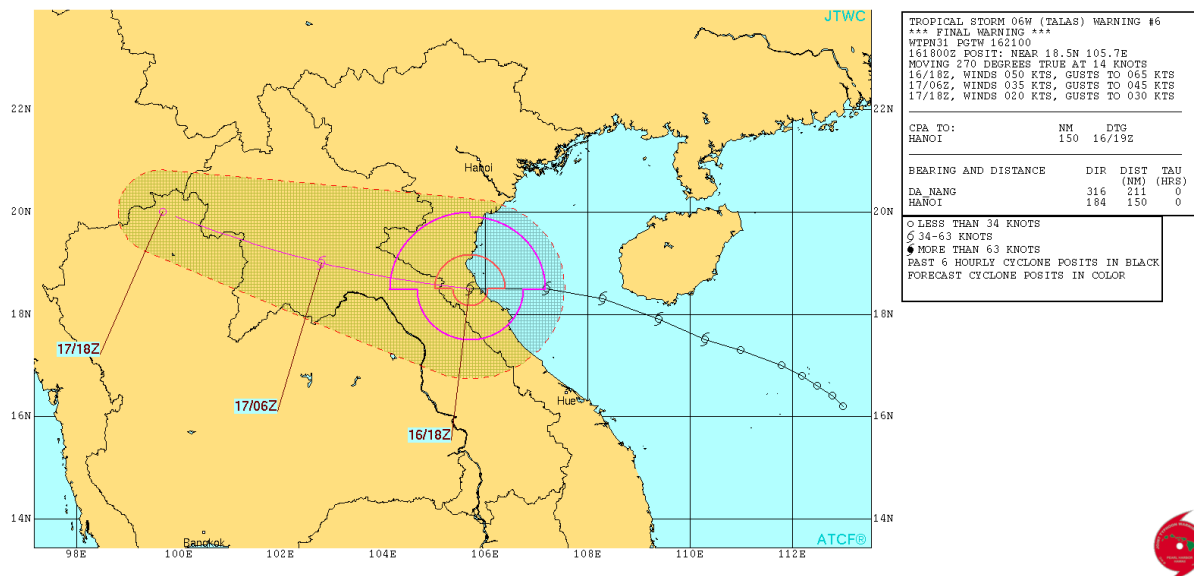 JTWC
22N
22N
Hanoi
20N
20N
18N
18N
17/18Z
17/06Z
16/18Z
Hue
16N
16N
14N
14N
Bangkok
ATCF®
98E 100E 102E 104E 106E 108E 110E 112E
TROPICAL STORM 06W (TALAS) WARNING #6
*** FINAL WARNING ***
WTPN31 PGTW 162100
161800Z POSIT: NEAR 18.5N 105.7E
MOVING 270 DEGREES TRUE AT 14 KNOTS
16/18Z, WINDS 050 KTS, GUSTS TO 065 KTS
17/06Z, WINDS 035 KTS, GUSTS TO 045 KTS
17/18Z, WINDS 020 KTS, GUSTS TO 030 KTS
CPA TO: NM DTG
HANOI 150 16/19Z
BEARING AND DISTANCE DIR DIST TAU
(NM) (HRS)
DA_NANG 316 211 0
HANOI 184 150 0
LESS THAN 34 KNOTS
34-63 KNOTS
MORE THAN 63 KNOTS
PAST 6 HOURLY CYCLONE POSITS IN BLACK
FORECAST CYCLONE POSITS IN COLOR